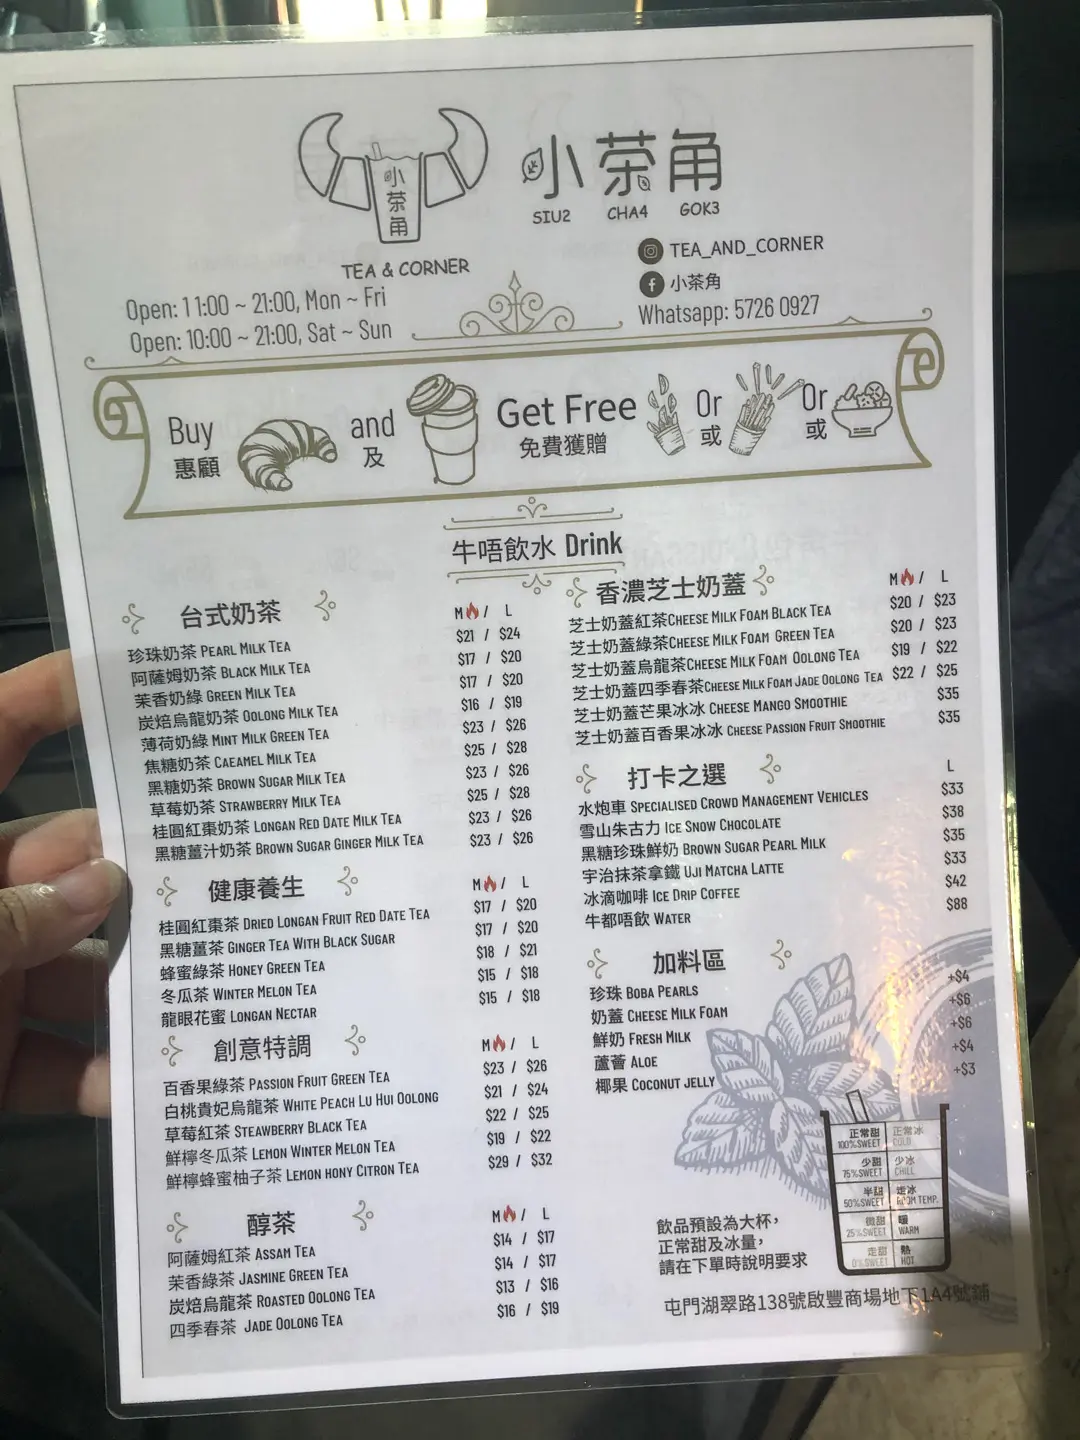 小茶角
小茶角
SIU2 CHA4 GOK3
TEA & CORNER
TEA_AND_CORNER
小茶角
Whatsapp: 5726 0927
Open: 11:00 ~ 21:00, Mon ~ Fri
Open: 10:00 ~ 21:00, Sat ~ Sun
Buy and Get Free Or Or
惠顧 及 免費獲贈 或 或
牛唔飲水 Drink
台式奶茶 M / L
珍珠奶茶 PEARL MILK TEA $21 / $24
阿薩姆奶茶 BLACK MILK TEA $17 / $20
茉香奶綠 GREEN MILK TEA $17 / $20
炭焙烏龍奶茶 OOLONG MILK TEA $16 / $19
薄荷奶綠 MINT MILK GREEN TEA $23 / $26
焦糖奶茶 CAEAMEL MILK TEA $25 / $28
黑糖奶茶 BROWN SUGAR MILK TEA $23 / $26
草莓奶茶 STRAWBERRY MILK TEA $25 / $28
桂圓紅棗奶茶 LONGAN RED DATE MILK TEA $23 / $26
黑糖薑汁奶茶 BROWN SUGAR GINGER MILK TEA $23 / $26
健康養生 M / L
桂圓紅棗茶 DRIED LONGAN FRUIT RED DATE TEA $17 / $20
黑糖薑茶 GINGER TEA WITH BLACK SUGAR $17 / $20
蜂蜜綠茶 HONEY GREEN TEA $18 / $21
冬瓜茶 WINTER MELON TEA $15 / $18
龍眼花蜜 LONGAN NECTAR $15 / $18
創意特調 M / L
百香果綠茶 PASSION FRUIT GREEN TEA $23 / $26
白桃貴妃烏龍茶 WHITE PEACH LU HUI OOLONG $21 / $24
草莓紅茶 STEAWBERRY BLACK TEA $22 / $25
鮮檸冬瓜茶 LEMON WINTER MELON TEA $19 / $22
鮮檸蜂蜜柚子茶 LEMON HONY CITRON TEA $29 / $32
醇茶 M / L
阿薩姆紅茶 ASSAM TEA $14 / $17
茉香綠茶 JASMINE GREEN TEA $14 / $17
炭焙烏龍茶 ROASTED OOLONG TEA $13 / $16
四季春茶 JADE OOLONG TEA $16 / $19
香濃芝士奶蓋 M / L
芝士奶蓋紅茶CHEESE MILK FOAM BLACK TEA $20 / $23
芝士奶蓋綠茶CHEESE MILK FOAM GREEN TEA $20 / $23
芝士奶蓋烏龍茶CHEESE MILK FOAM OOLONG TEA $19 / $22
芝士奶蓋四季春茶CHEESE MILK FOAM JADE OOLONG TEA $22 / $25
芝士奶蓋芒果冰冰 CHEESE MANGO SMOOTHIE $35
芝士奶蓋百香果冰冰 CHEESE PASSION FRUIT SMOOTHIE $35
打卡之選 L
水炮車 SPECIALISED CROWD MANAGEMENT VEHICLES $33
雪山朱古力 ICE SNOW CHOCOLATE $38
黑糖珍珠鮮奶 BROWN SUGAR PEARL MILK $35
宇治抹茶拿鐵 UJI MATCHA LATTE $33
冰滴咖啡 ICE DRIP COFFEE $42
牛都唔飲 WATER $88
加料區
珍珠 BOBA PEARLS +$4
奶蓋 CHEESE MILK FOAM +$6
鮮奶 FRESH MILK +$6
蘆薈 ALOE +$4
椰果 COCONUT JELLY +$3
正常甜 正常冰
100%SWEET COLD
少甜 少冰
75%SWEET CHILL
半甜 走冰
50%SWEET ROOM TEMP.
微甜 暖
25%SWEET WARM
走甜 熱
0%SWEET HOT
飲品預設為大杯，
正常甜及冰量，
請在下單時說明要求
屯門湖翠路138號啟豐商場地下1A4號舖